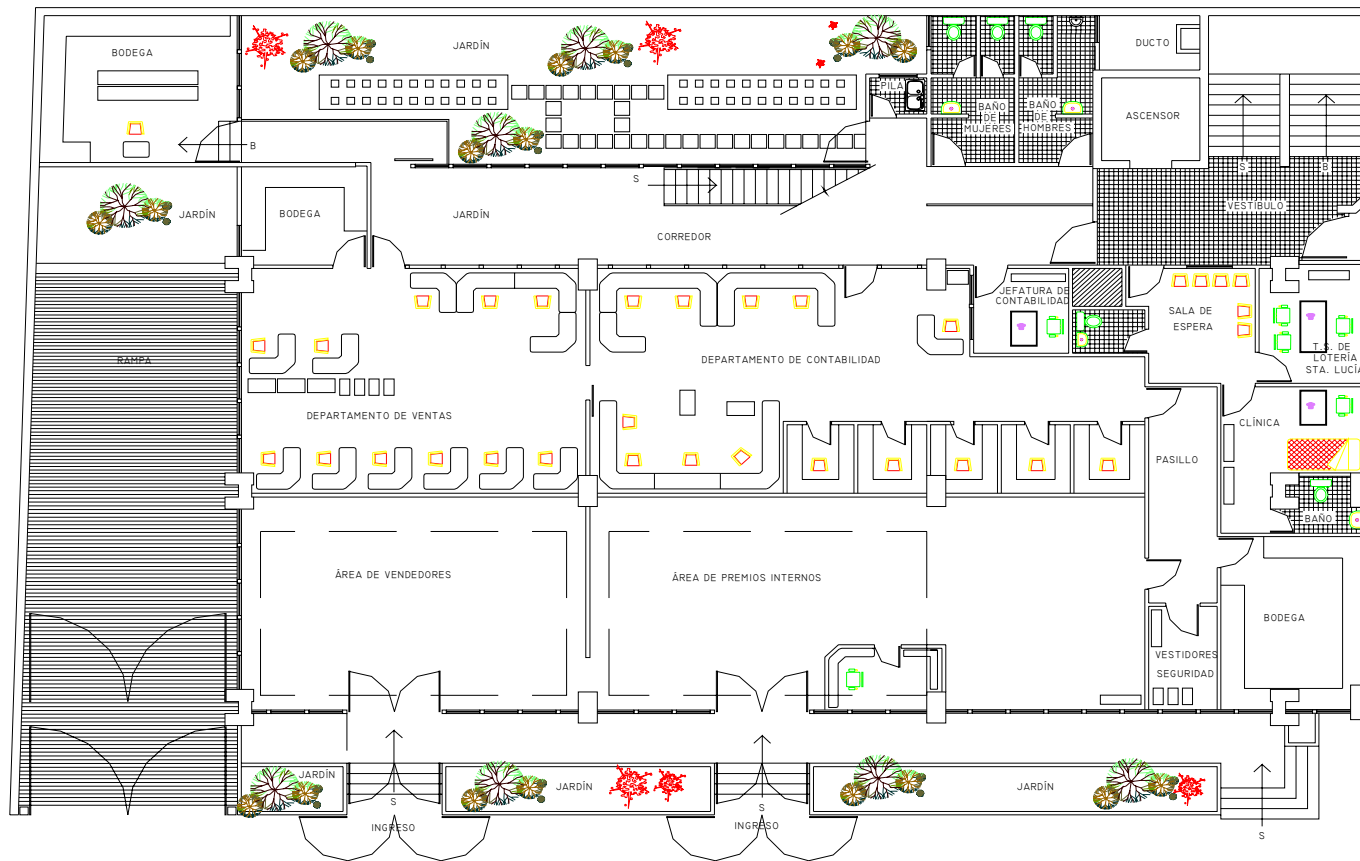 BODEGA
JARDÍN
DUCTO
PILA
BAÑO
DE
MUJERES
BAÑO
DE
HOMBRES
ASCENSOR
B
S
B
S
JARDÍN
BODEGA
JARDÍN
VESTIBULO
CORREDOR
JEFATURA DE
CONTABILIDAD
SALA DE
ESPERA
RAMPA
DEPARTAMENTO DE CONTABILIDAD
T.S. DE
LOTERÍA
STA. LUCÍA
DEPARTAMENTO DE VENTAS
CLÍNICA
PASILLO
BAÑO
ÁREA DE VENDEDORES
ÁREA DE PREMIOS INTERNOS
BODEGA
VESTIDORES
SEGURIDAD
JARDÍN
JARDÍN
JARDÍN
S
S
INGRESO
INGRESO
S